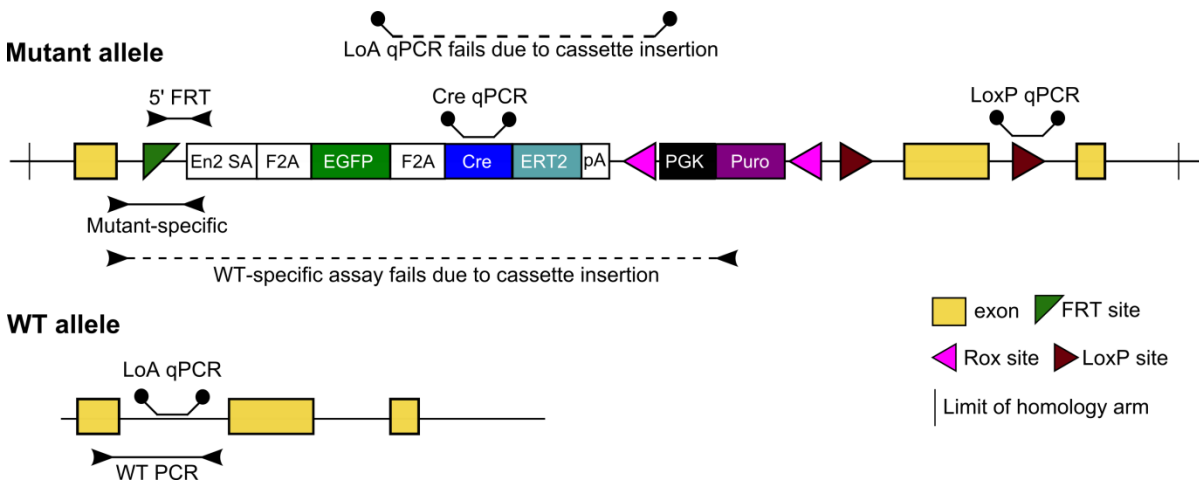 LoA qPCR fails due to cassette insertion
Mutant allele
5' FRT
Cre qPCR
LoxP qPCR
En2 SA F2A EGFP F2A Cre ERT2 pA PGK Puro
Mutant-specific
WT-specific assay fails due to cassette insertion
WT allele
LoA qPCR
WT PCR
exon FRT site
Rox site LoxP site
Limit of homology arm